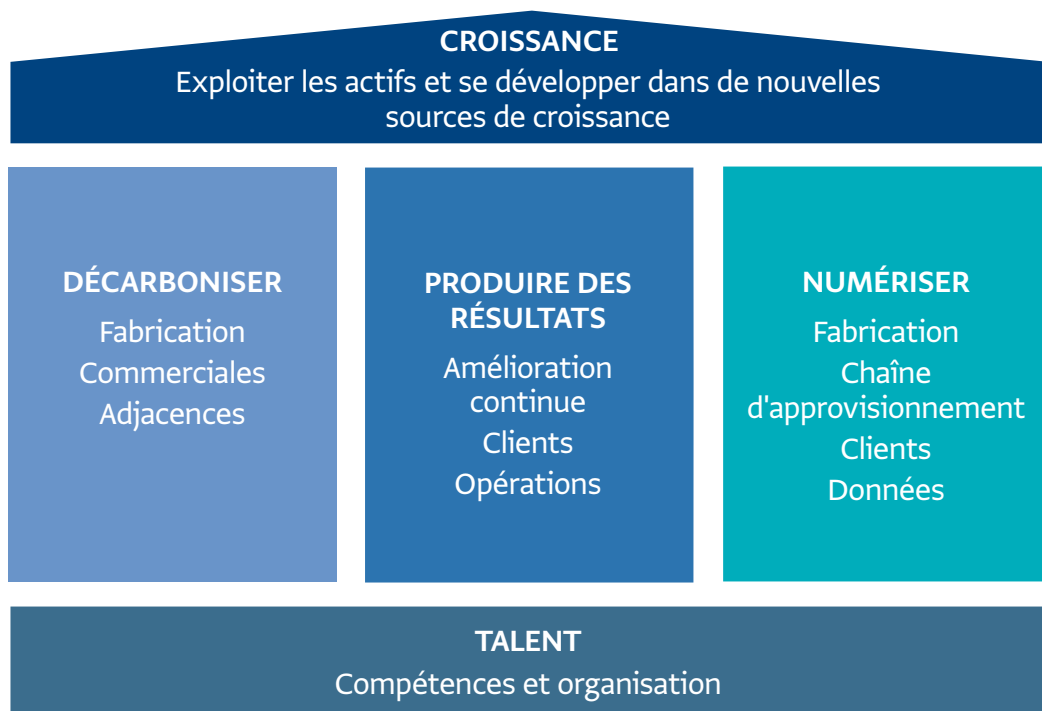 CROISSANCE
Exploiter les actifs et se développer dans de nouvelles
sources de croissance
DÉCARBONISER
Fabrication
Commerciales
Adjacences
PRODUIRE DES
RÉSULTATS
Amélioration
continue
Clients
Opérations
NUMÉRISER
Fabrication
Chaîne
d'approvisionnement
Clients
Données
TALENT
Compétences et organisation